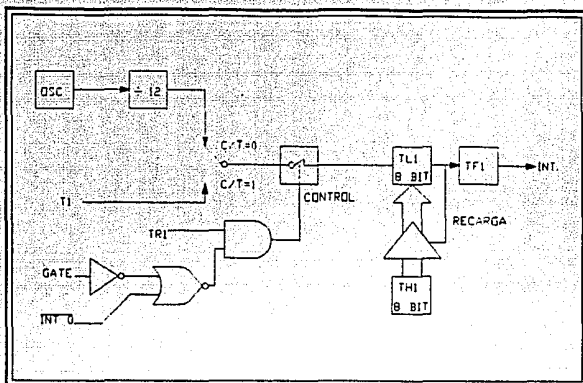 OSC
÷ 12
C/T=0
C/T=1
T1
CONTROL
TL1
8 BIT
TF1
INT.
RECARGA
TR1
TH1
8 BIT
GATE
INT 0